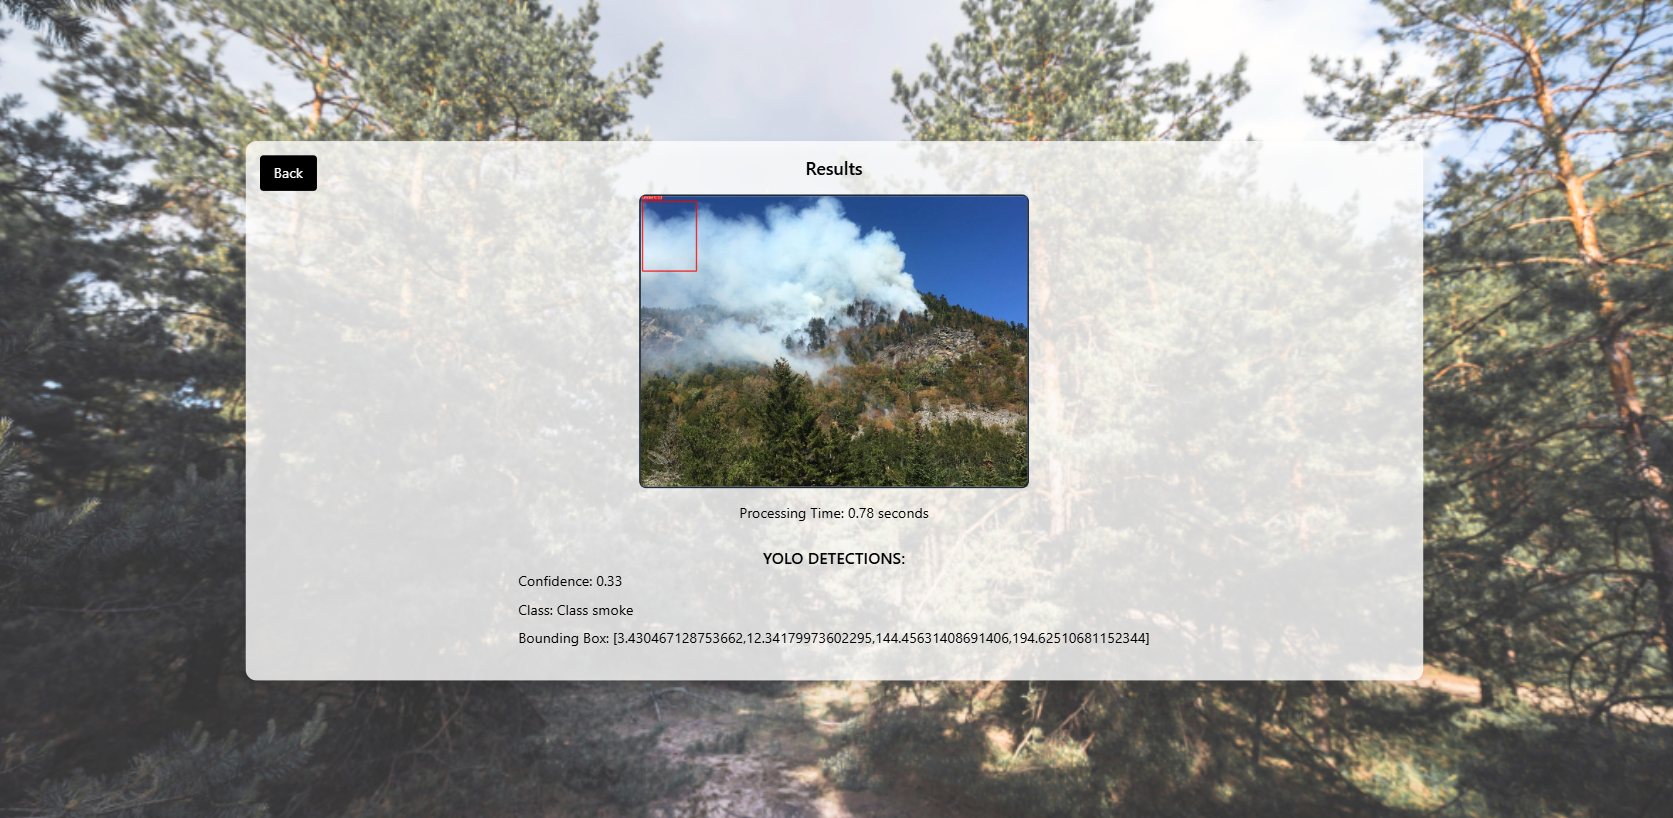 Back
Results
Processing Time: 0.78 seconds
YOLO DETECTIONS:
Confidence: 0.33
Class: Class smoke
Bounding Box: [3.430467128753662,12.34179973602295,144.45631408691406,194.62510681152344]